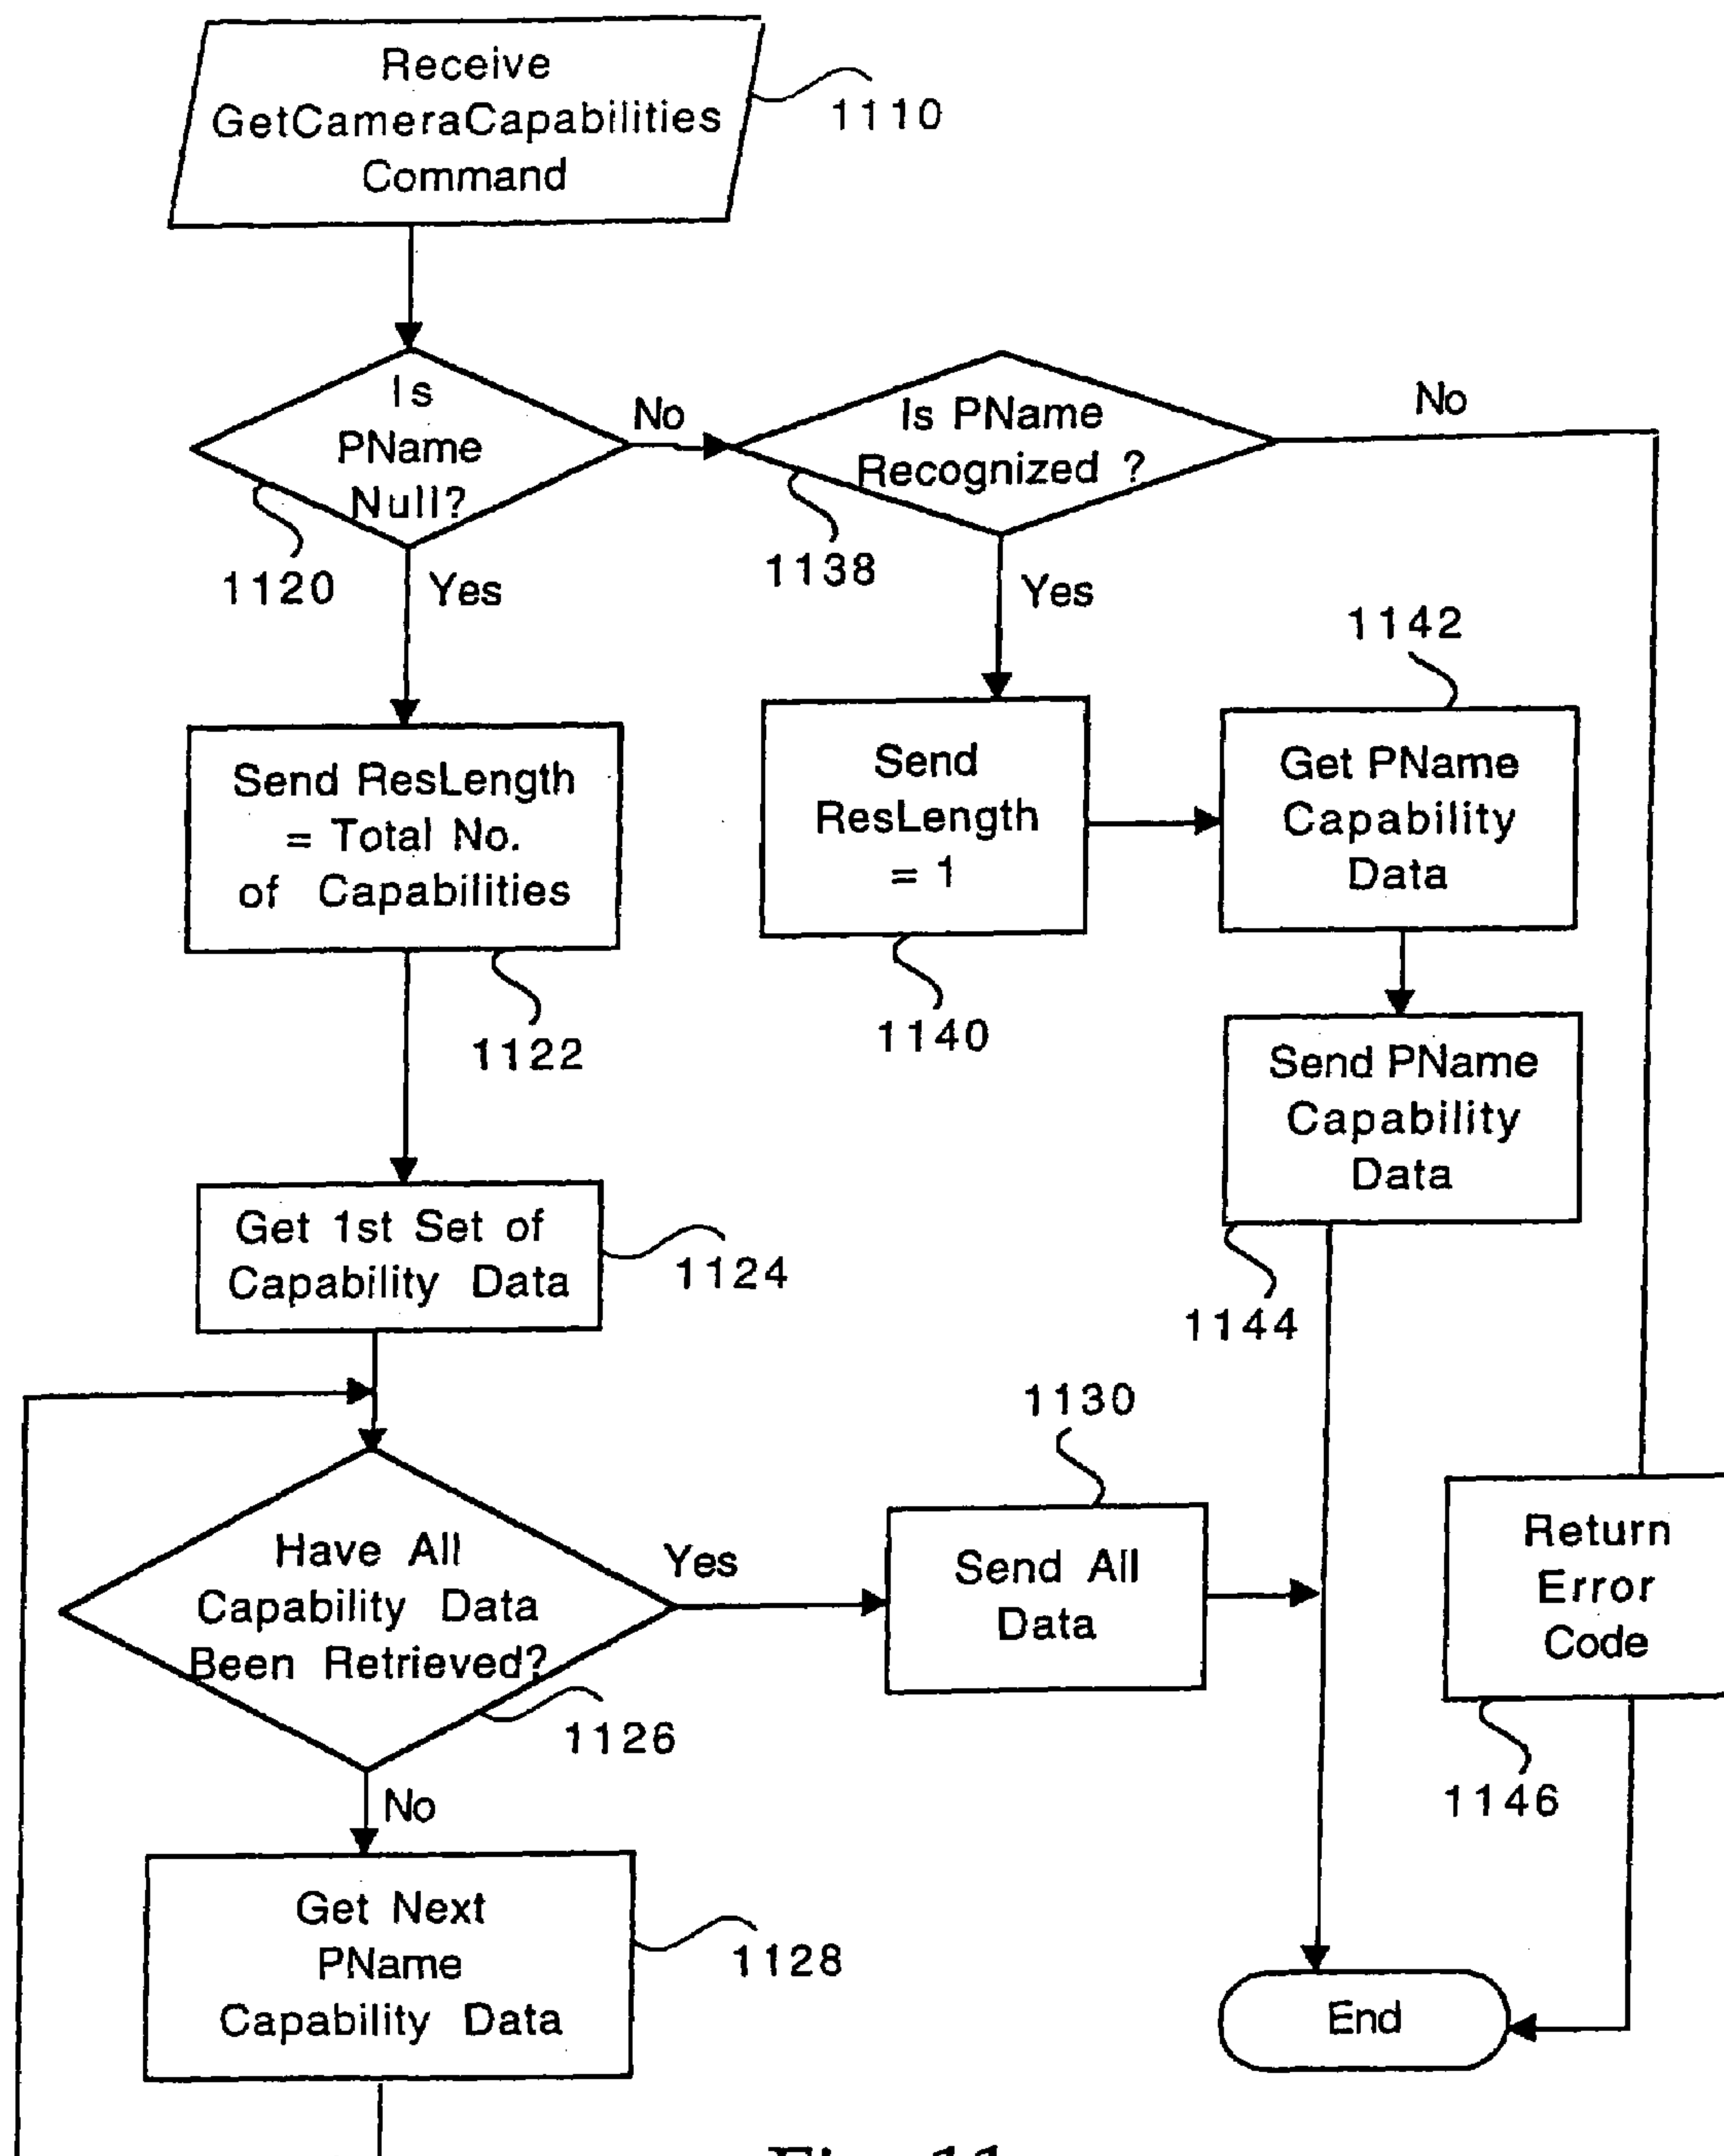 Receive
GetCameraCapabilities
Command
1110
Is
PName
Null?
1120
No
Is PName
Recognized ?
1138
No
Yes
Yes
Send ResLength
= Total No.
of Capabilities
1122
Send
ResLength
= 1
1140
1142
Get PName
Capability
Data
Send PName
Capability
Data
1144
Get 1st Set of
Capability Data
1124
Have All
Capability Data
Been Retrieved?
1126
Yes
1130
Send All
Data
Return
Error
Code
1146
No
Get Next
PName
Capability Data
1128
End